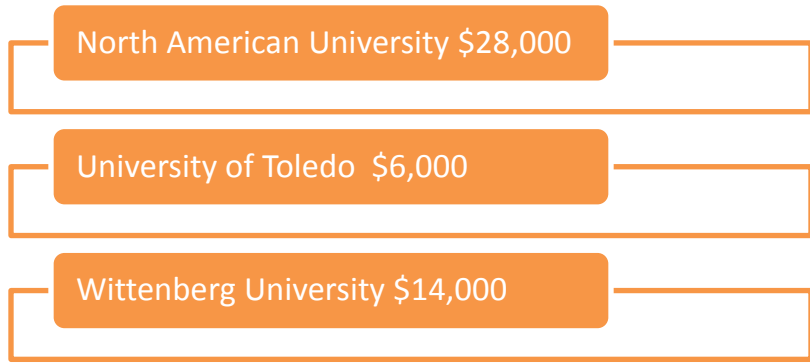 North American University $28,000
University of Toledo  $6,000
Wittenberg University $14,000